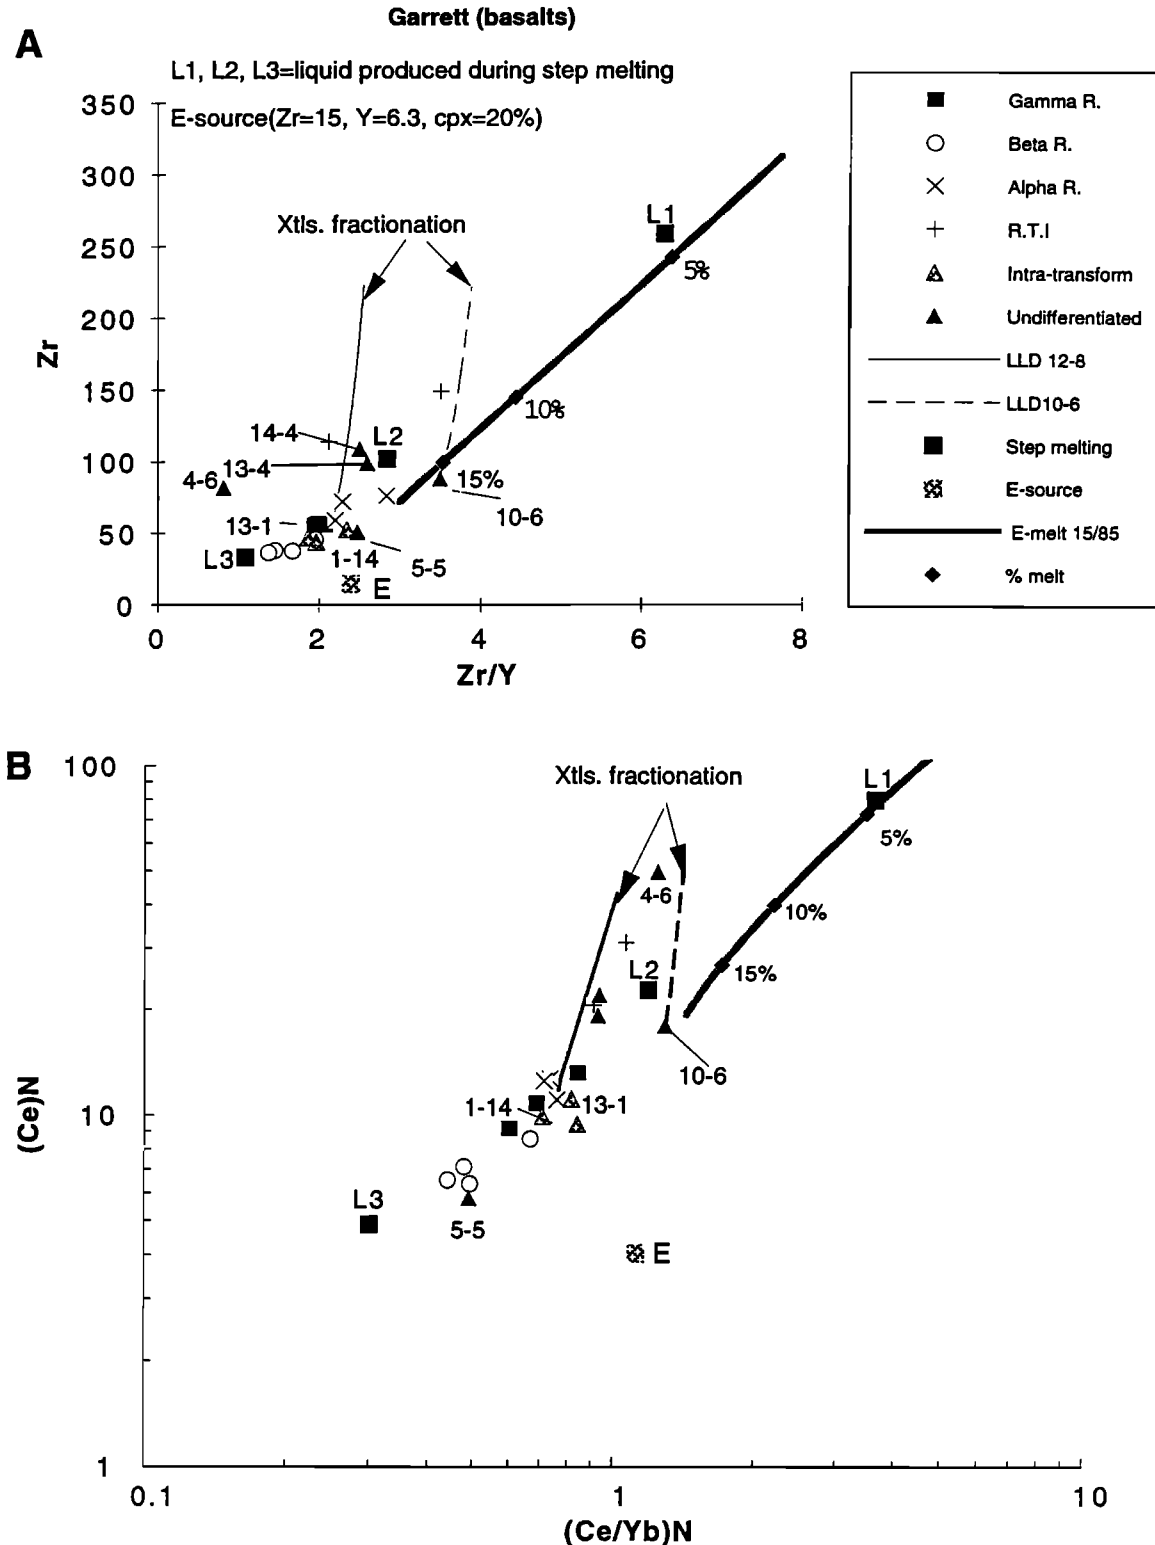 Garrett (basalts)
A
L1, L2, L3=liquid produced during step melting
E-source(Zr=15, Y=6.3, cpx=20%)
350
300
250
200
150
100
50
0
Zr
0
2
4
6
8
Zr/Y
Xtls. fractionation
L1
5%
10%
15%
10-6
14-4
L2
4-6
13-4
13-1
L3
1-14
5-5
E
Gamma R.
Beta R.
Alpha R.
R.T.I
Intra-transform
Undifferentiated
LLD 12-8
LLD10-6
Step melting
E-source
E-melt 15/85
% melt
B
100
10
1
(Ce)N
0.1
1
10
(Ce/Yb)N
Xtls. fractionation
L1
5%
4-6
10%
L2
15%
10-6
1-14
13-1
L3
5-5
E